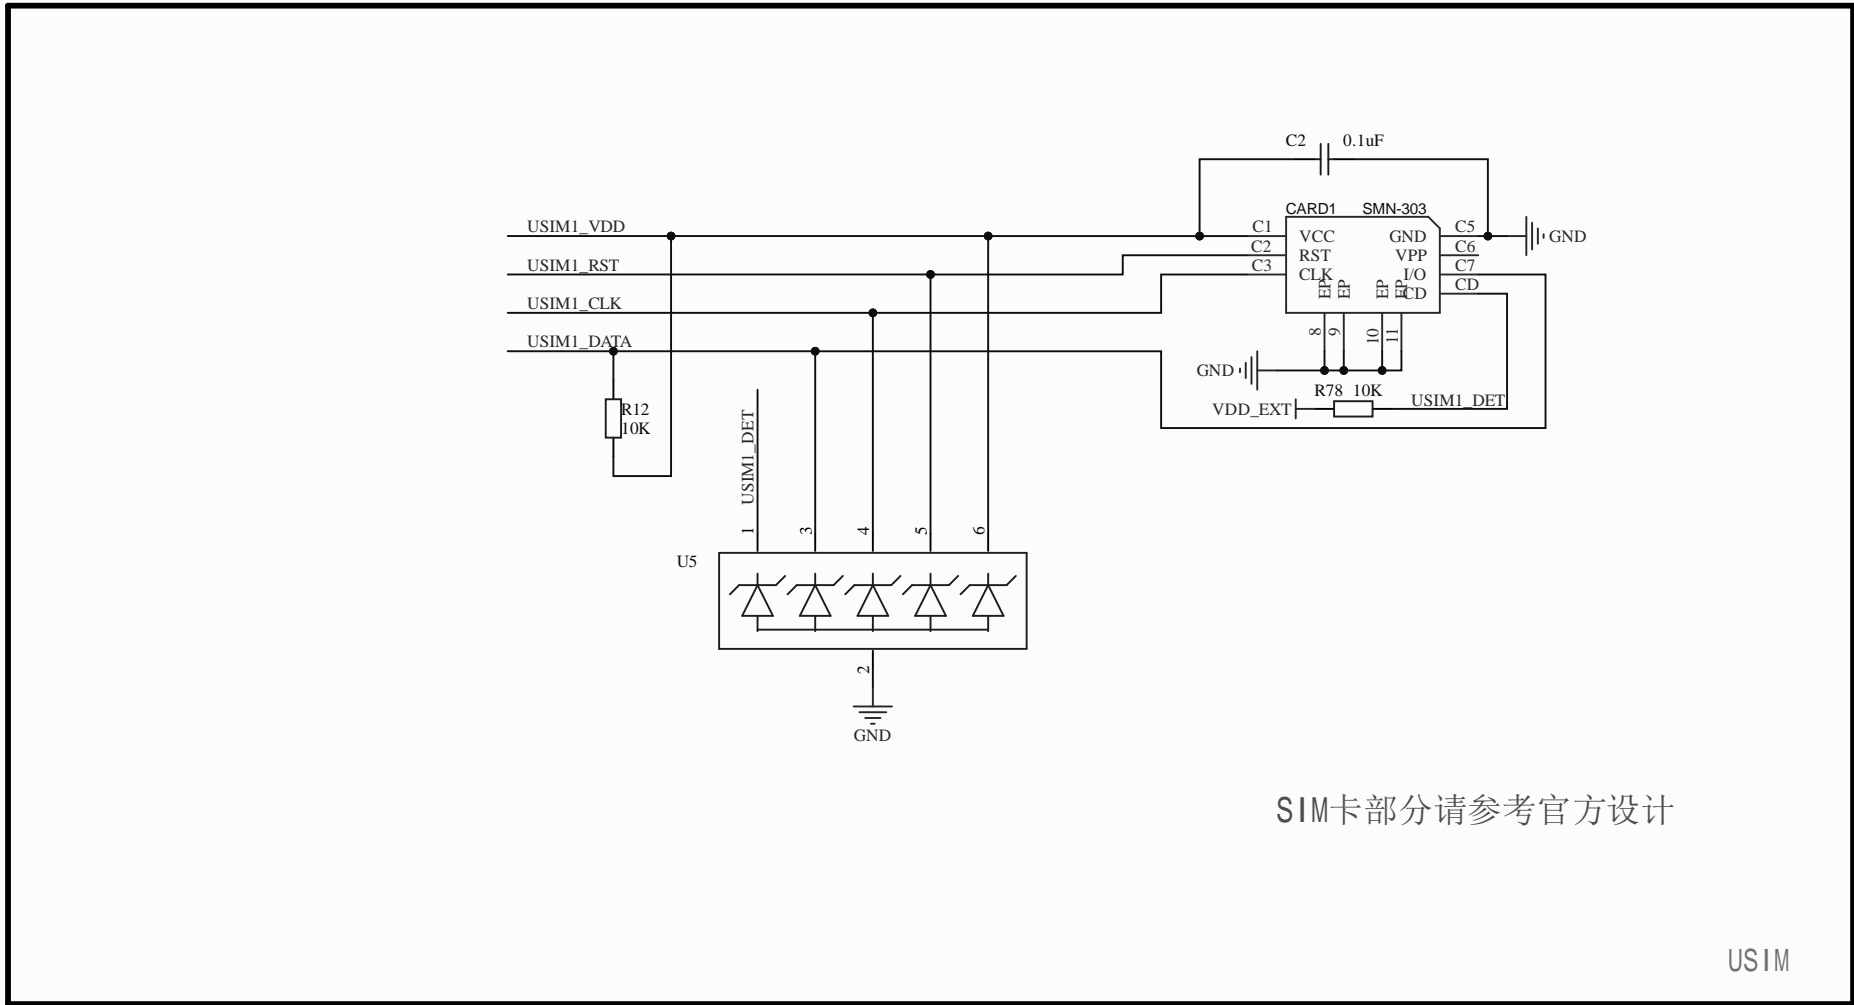 C2 0.1uF
CARD1 SMN-303
USIM1_VDD
C1 VCC GND C5 GND
C2 RST VPP C6
USIM1_RST
C3 CLK I/O C7
EP EP EP EP CD CD
USIM1_CLK
8 9 10 11
USIM1_DATA
GND
R78 10K
VDD_EXT USIM1_DET
R12
10K
USIM1_DET
1 3 4 5 6
U5
2
GND
SIM卡部分请参考官方设计
USIM